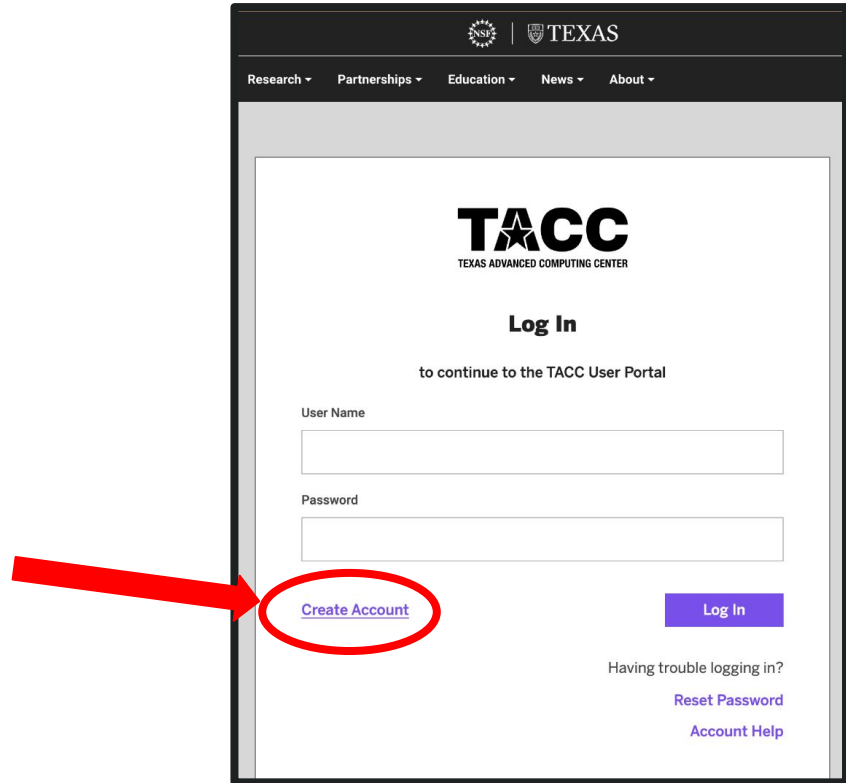 NSF TEXAS
Research Partnerships Education News About
TACC
TEXAS ADVANCED COMPUTING CENTER
Log In
to continue to the TACC User Portal
User Name
Password
Create Account Log In
Having trouble logging in?
Reset Password
Account Help